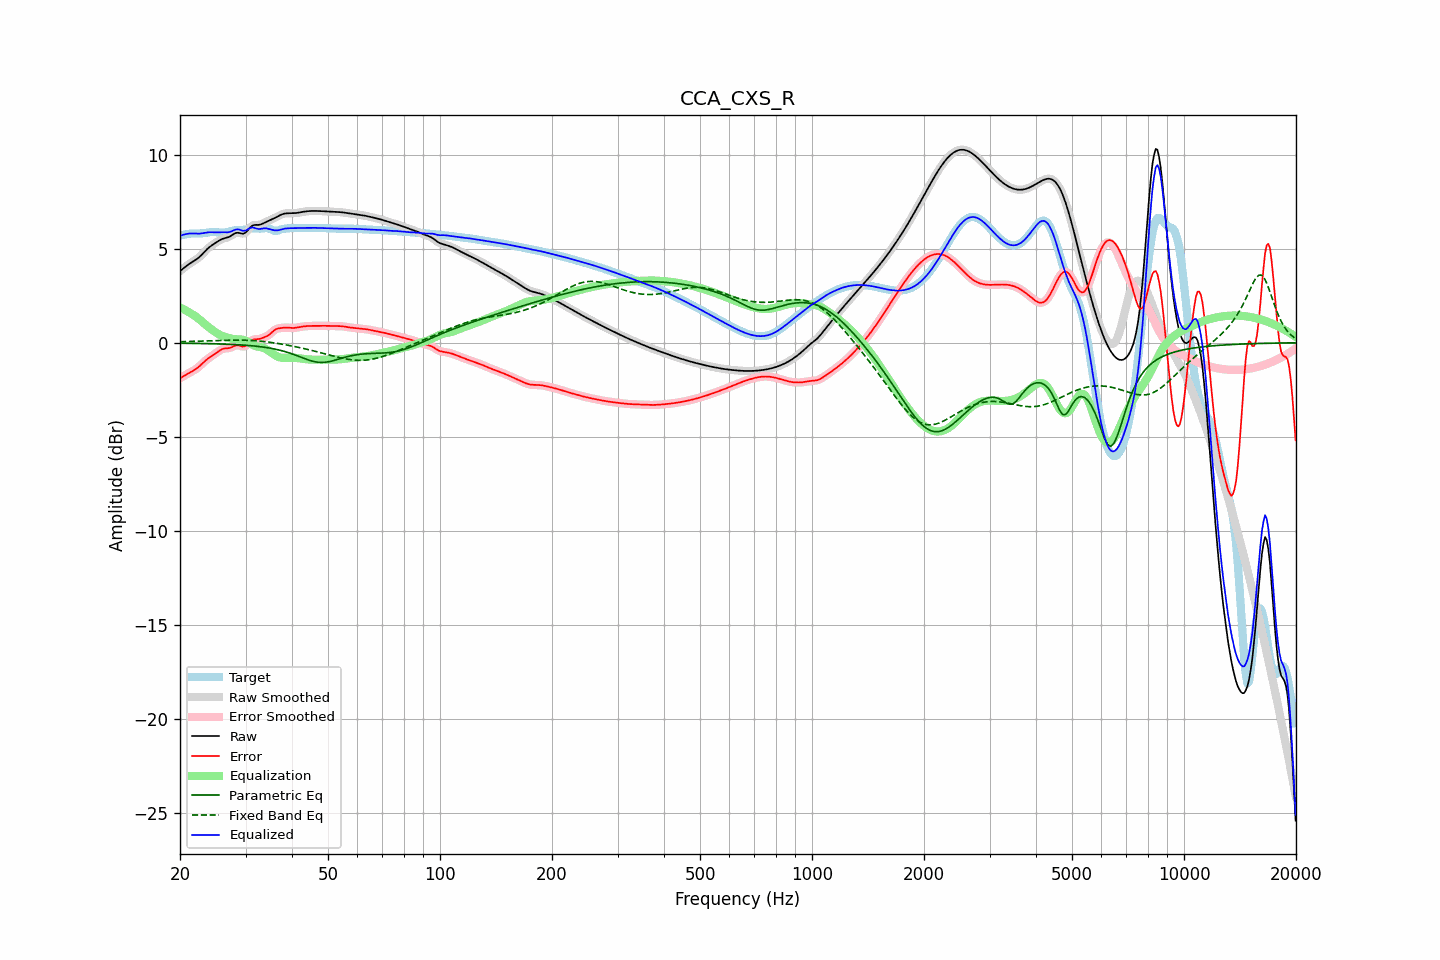 CCA_CXS_R
10
5
0
−5
−10
−15
−20
−25
Amplitude (dBr)
Target
Raw Smoothed
Error Smoothed
Raw
Error
Equalization
Parametric Eq
Fixed Band Eq
Equalized
20 50 100 200 500 1000 2000 5000 10000 20000
Frequency (Hz)